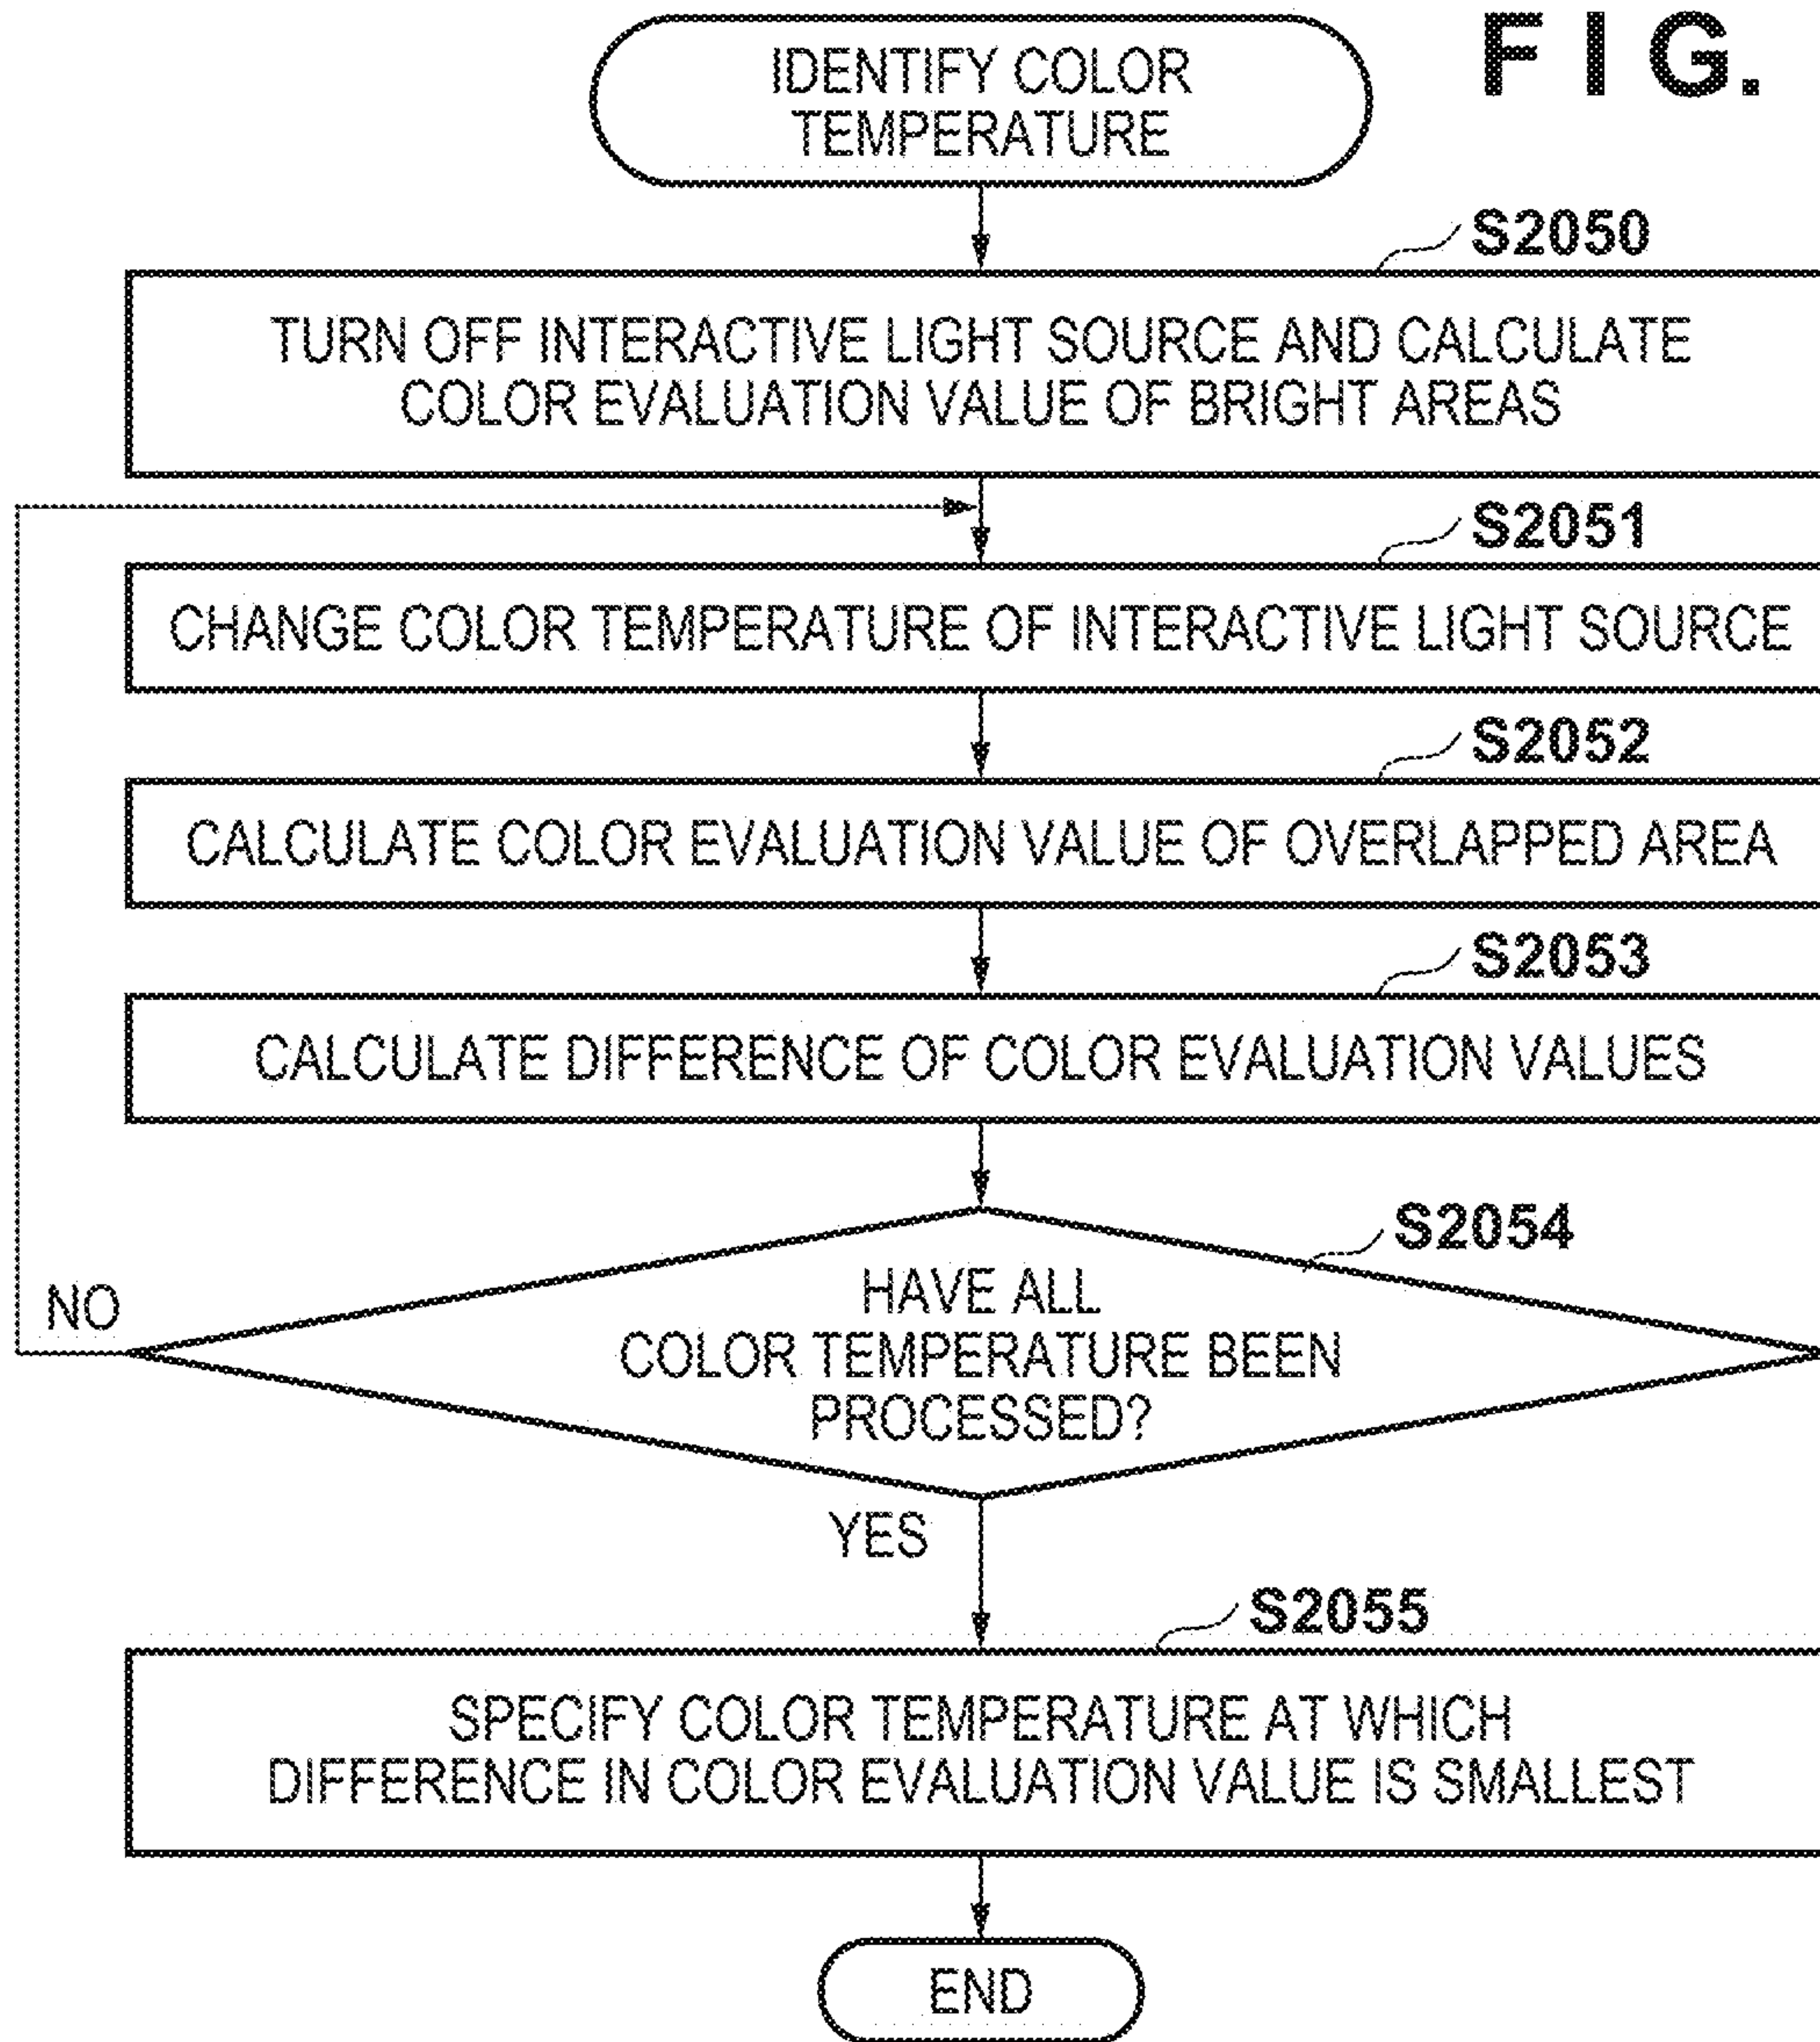 FIG.
IDENTIFY COLOR
TEMPERATURE
S2050
TURN OFF INTERACTIVE LIGHT SOURCE AND CALCULATE
COLOR EVALUATION VALUE OF BRIGHT AREAS
S2051
CHANGE COLOR TEMPERATURE OF INTERACTIVE LIGHT SOURCE
S2052
CALCULATE COLOR EVALUATION VALUE OF OVERLAPPED AREA
S2053
CALCULATE DIFFERENCE OF COLOR EVALUATION VALUES
S2054
HAVE ALL
COLOR TEMPERATURE BEEN
PROCESSED?
NO
YES
S2055
SPECIFY COLOR TEMPERATURE AT WHICH
DIFFERENCE IN COLOR EVALUATION VALUE IS SMALLEST
END